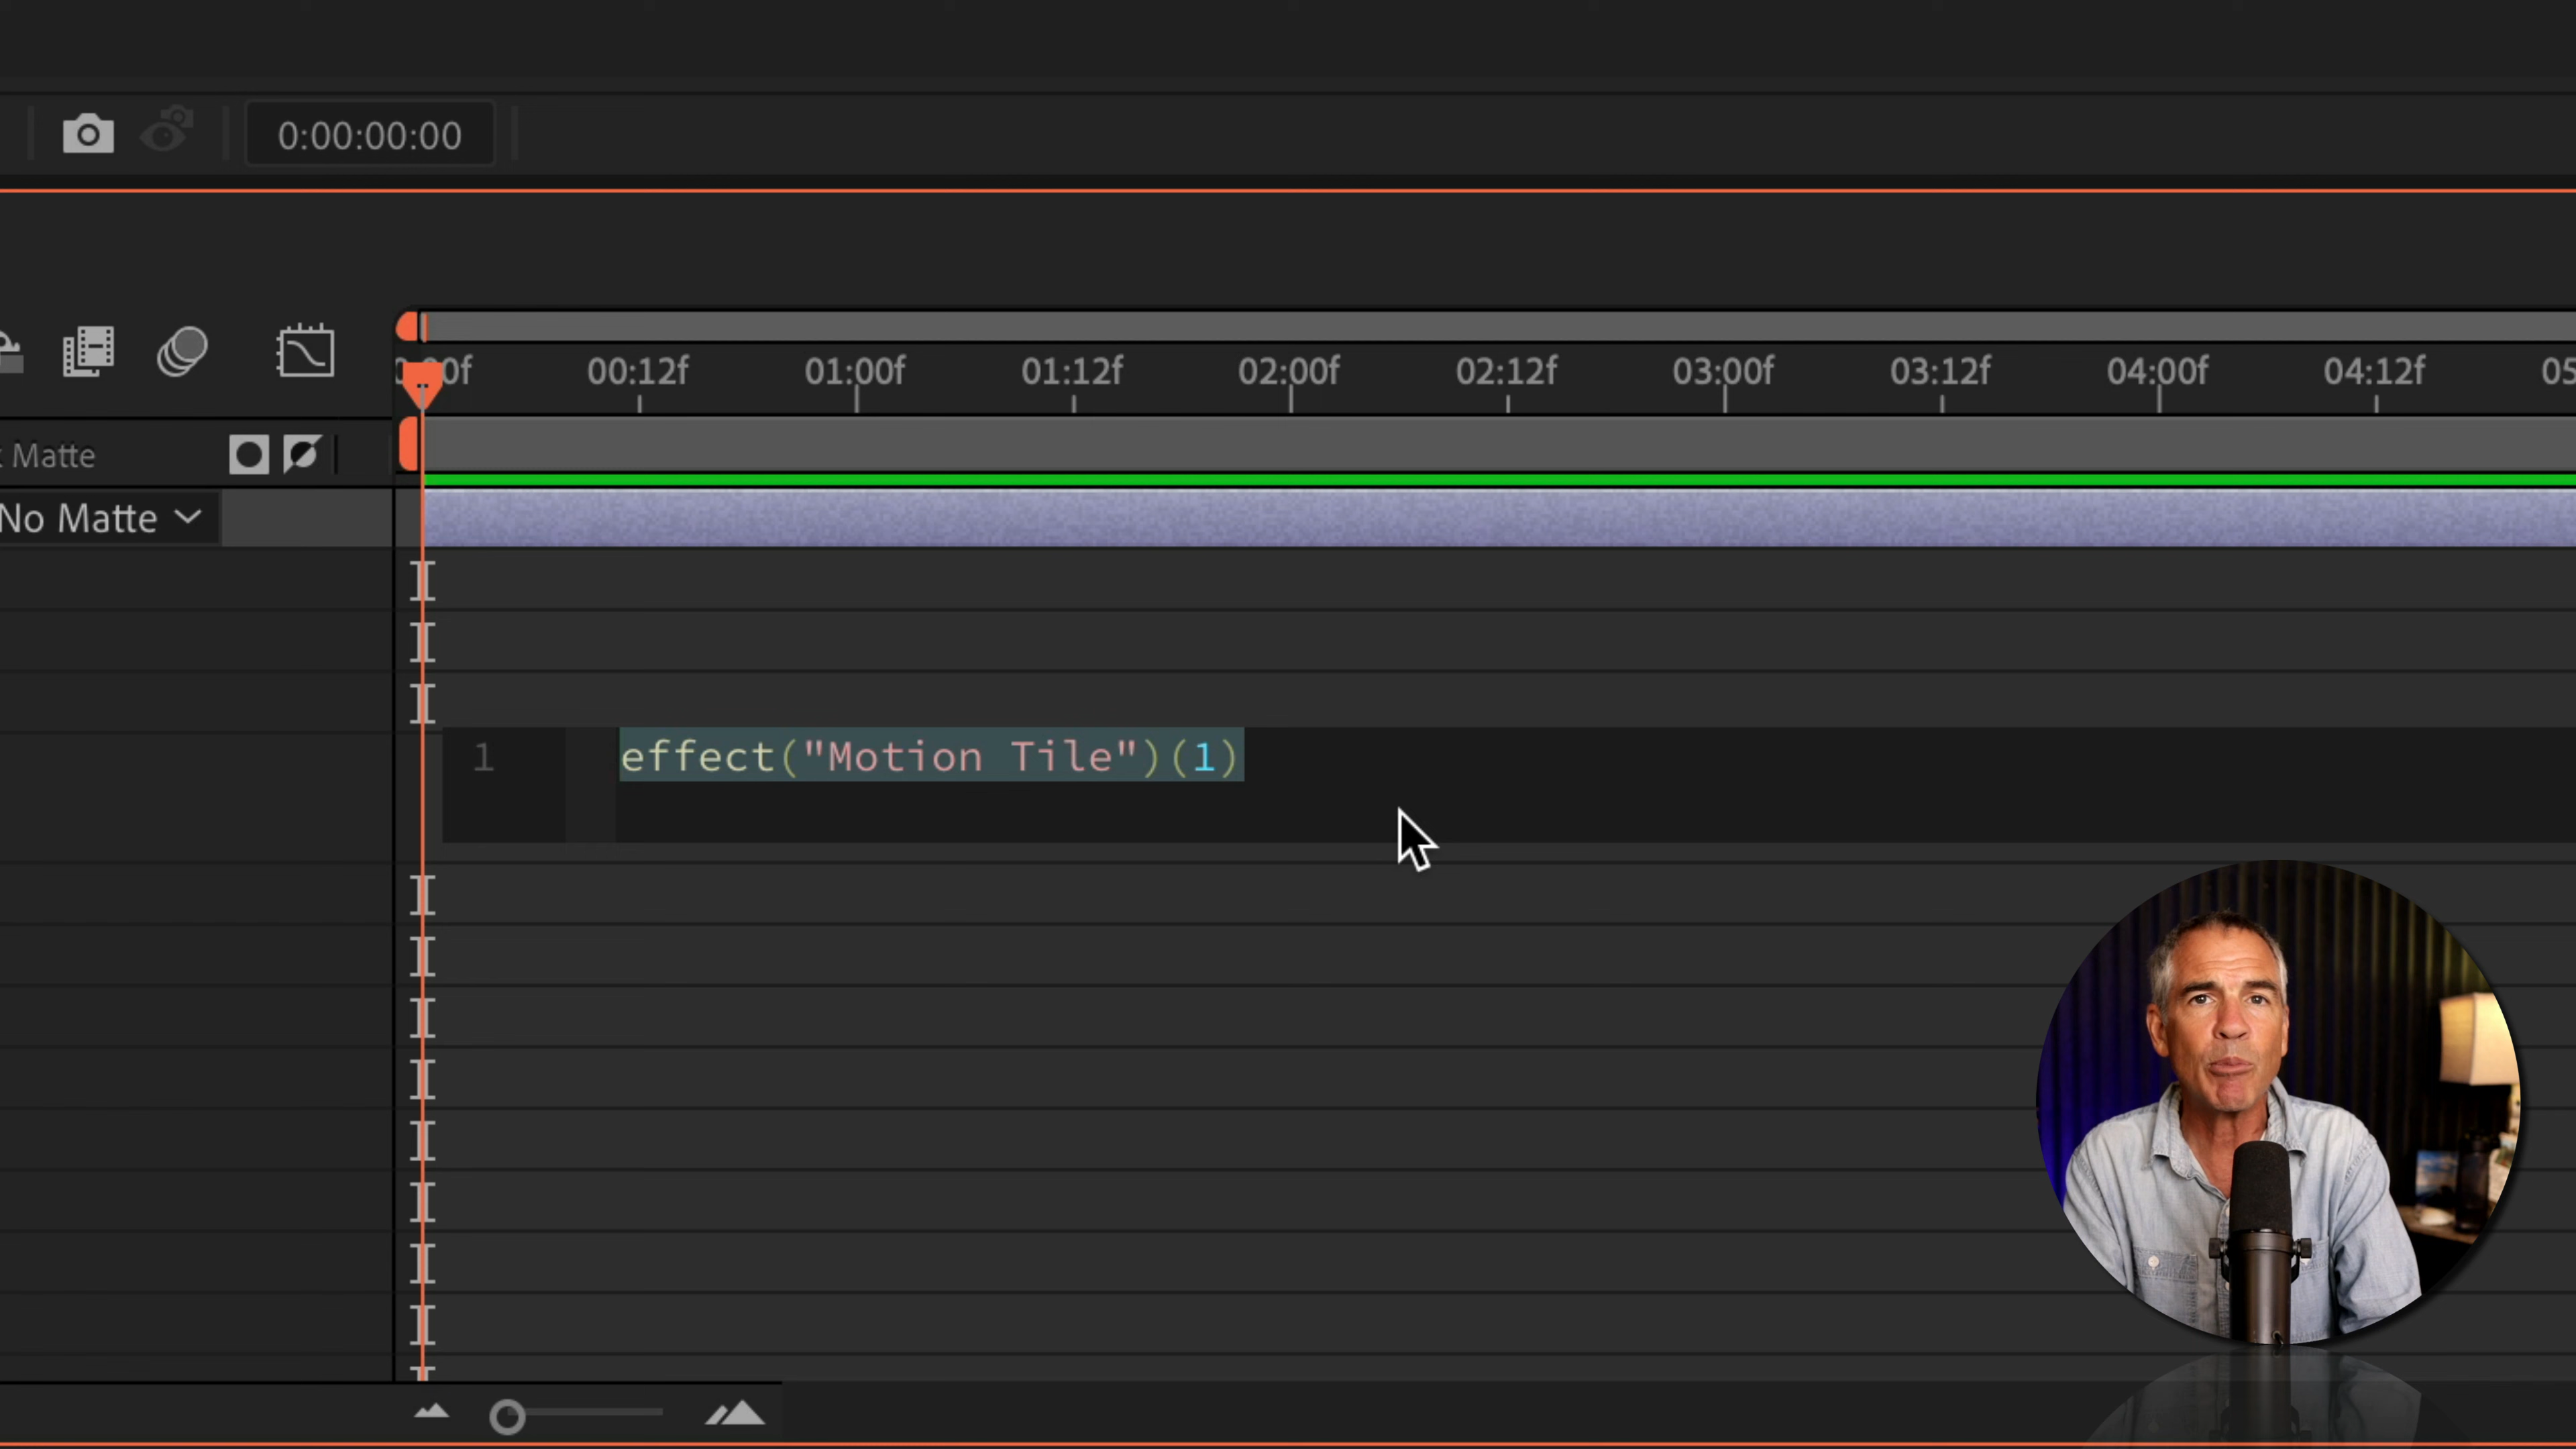 0:00:00:00
00:12f
01:00f
01:12f
02:00f
02:12f
03:00f
03:12f
04:00f
04:12f
05
Matte
No Matte
1
effect("Motion Tile")(1)